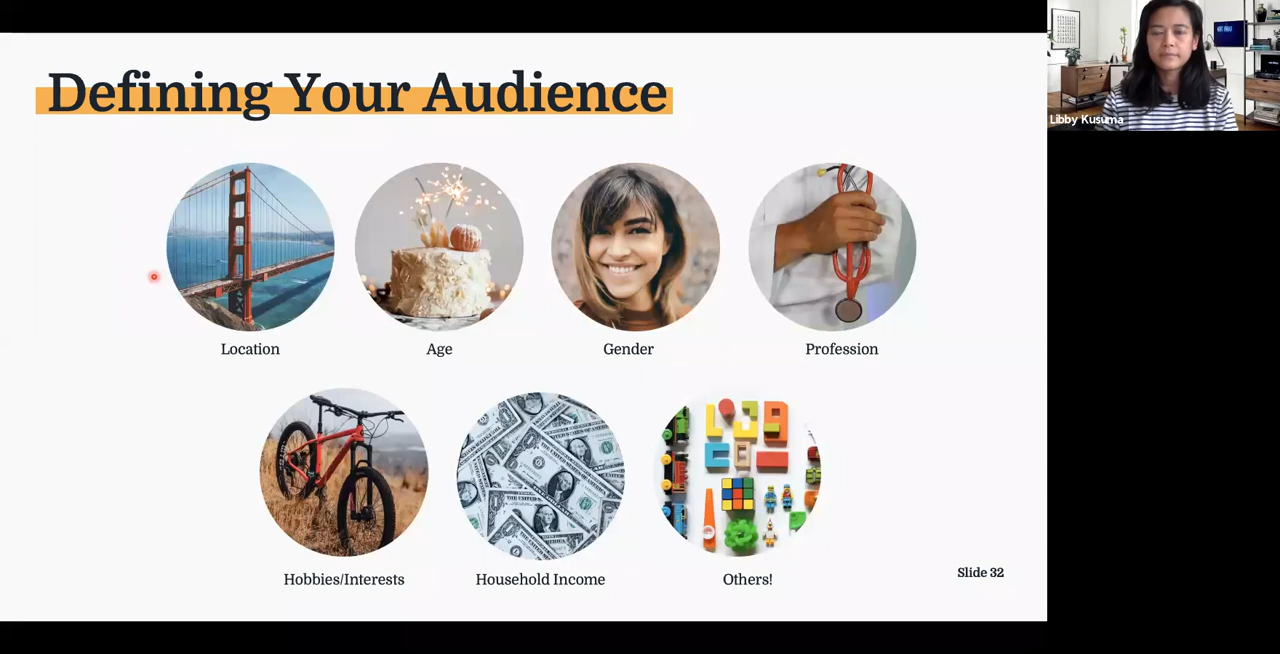 Defining Your Audience
Libby Kusuma
Location
Age
Gender
Profession
Hobbies/Interests
Household Income
Others!
Slide 32